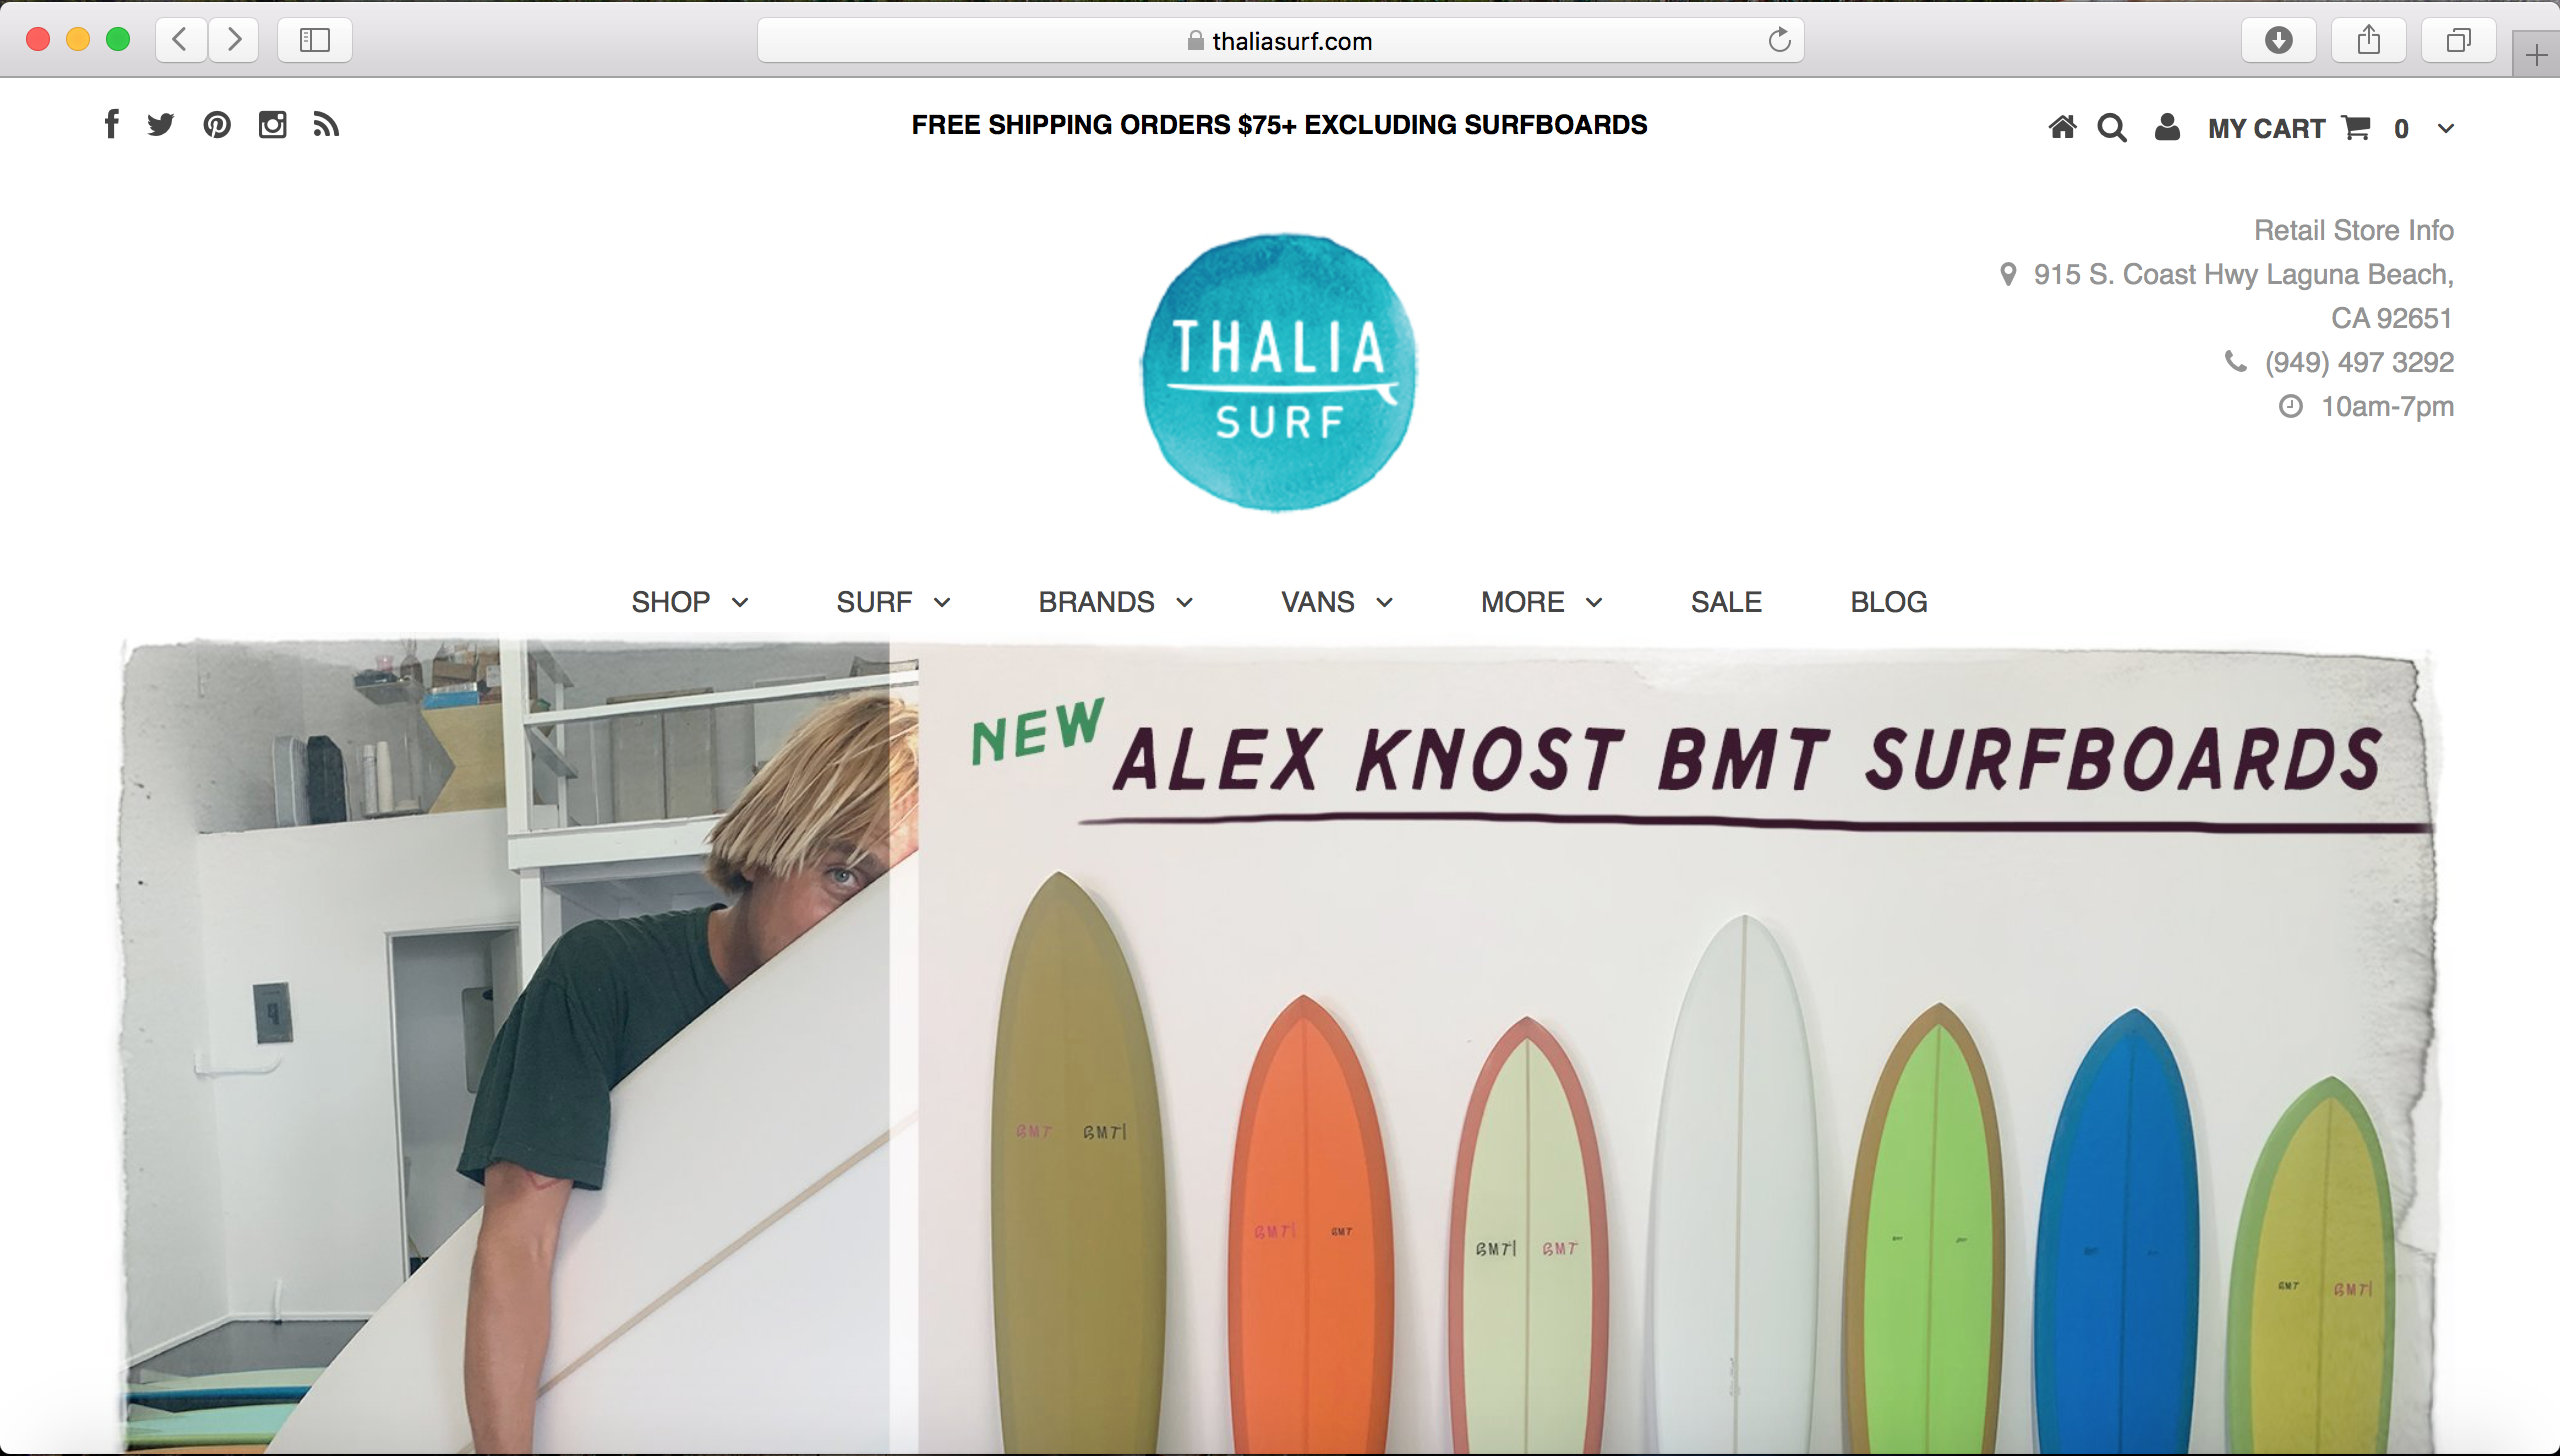 thaliasurf.com
FREE SHIPPING ORDERS $75+ EXCLUDING SURFBOARDS
MY CART 0
Retail Store Info
915 S. Coast Hwy Laguna Beach,
CA 92651
(949) 497 3292
10am-7pm
THALIA
SURF
SHOP SURF BRANDS VANS MORE SALE BLOG
NEW
ALEX KNOST BMT SURFBOARDS
BMT BMT
BMT BMT
BMT BMT
BMT BMT